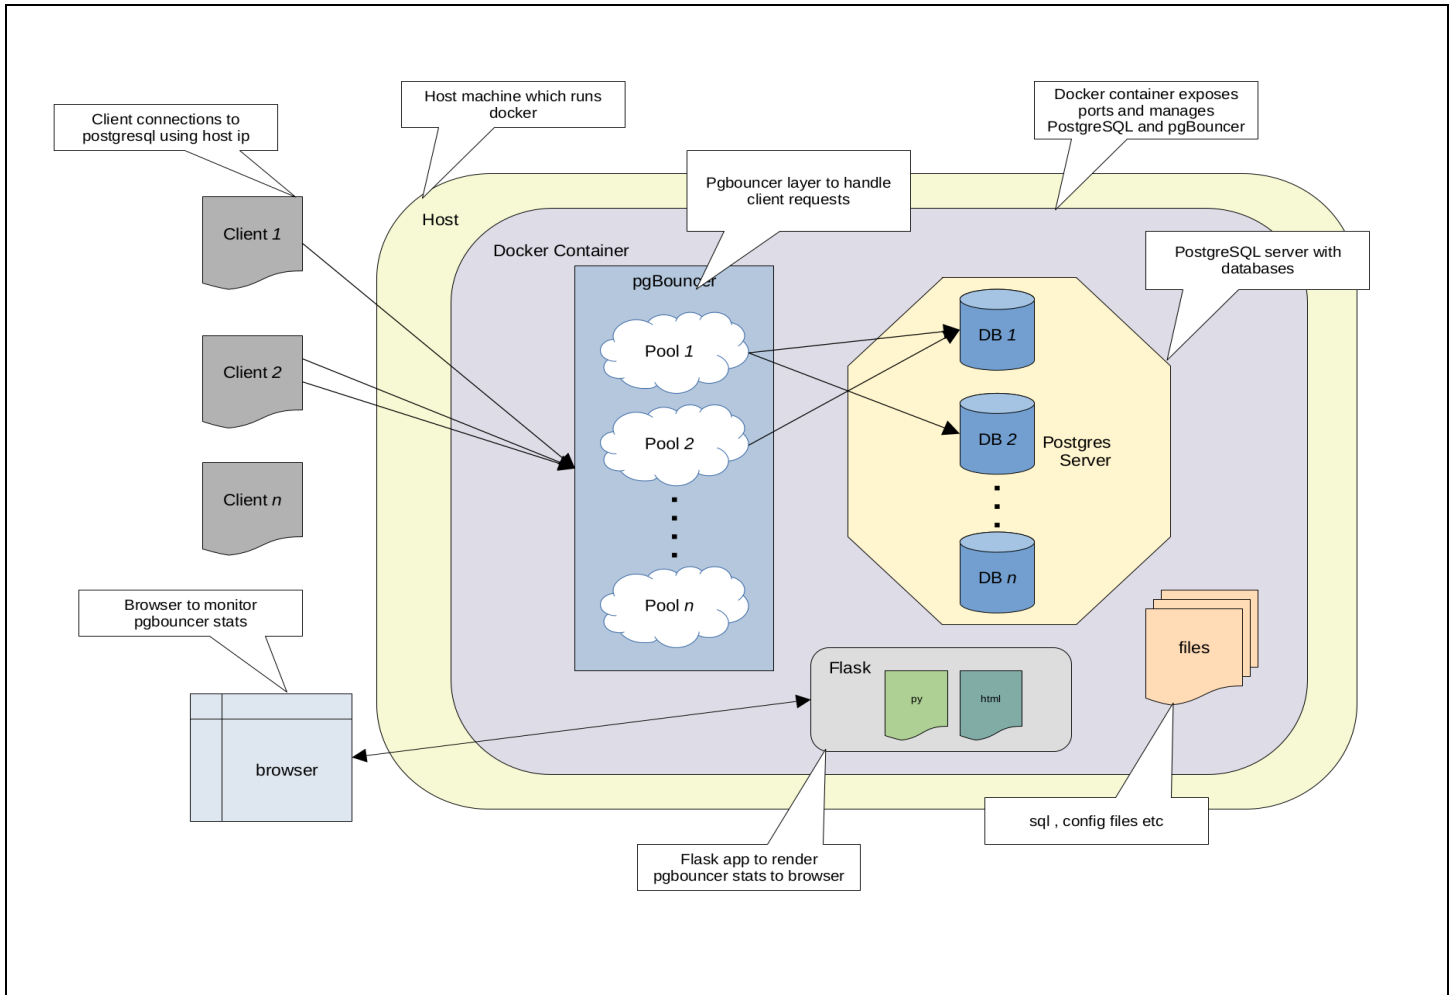 Host machine which runs
docker
Docker container exposes
ports and manages
PostgreSQL and pgBouncer
Client connections to
postgresql using host ip
Pgbouncer layer to handle
client requests
Host
Client 1
Docker Container
PostgreSQL server with
databases
pgBouncer
Pool 1
DB 1
Client 2
Pool 2
DB 2
Postgres
Server
Client n
Pool n
DB n
Browser to monitor
pgbouncer stats
files
Flask
py
html
browser
sql , config files etc
Flask app to render
pgbouncer stats to browser